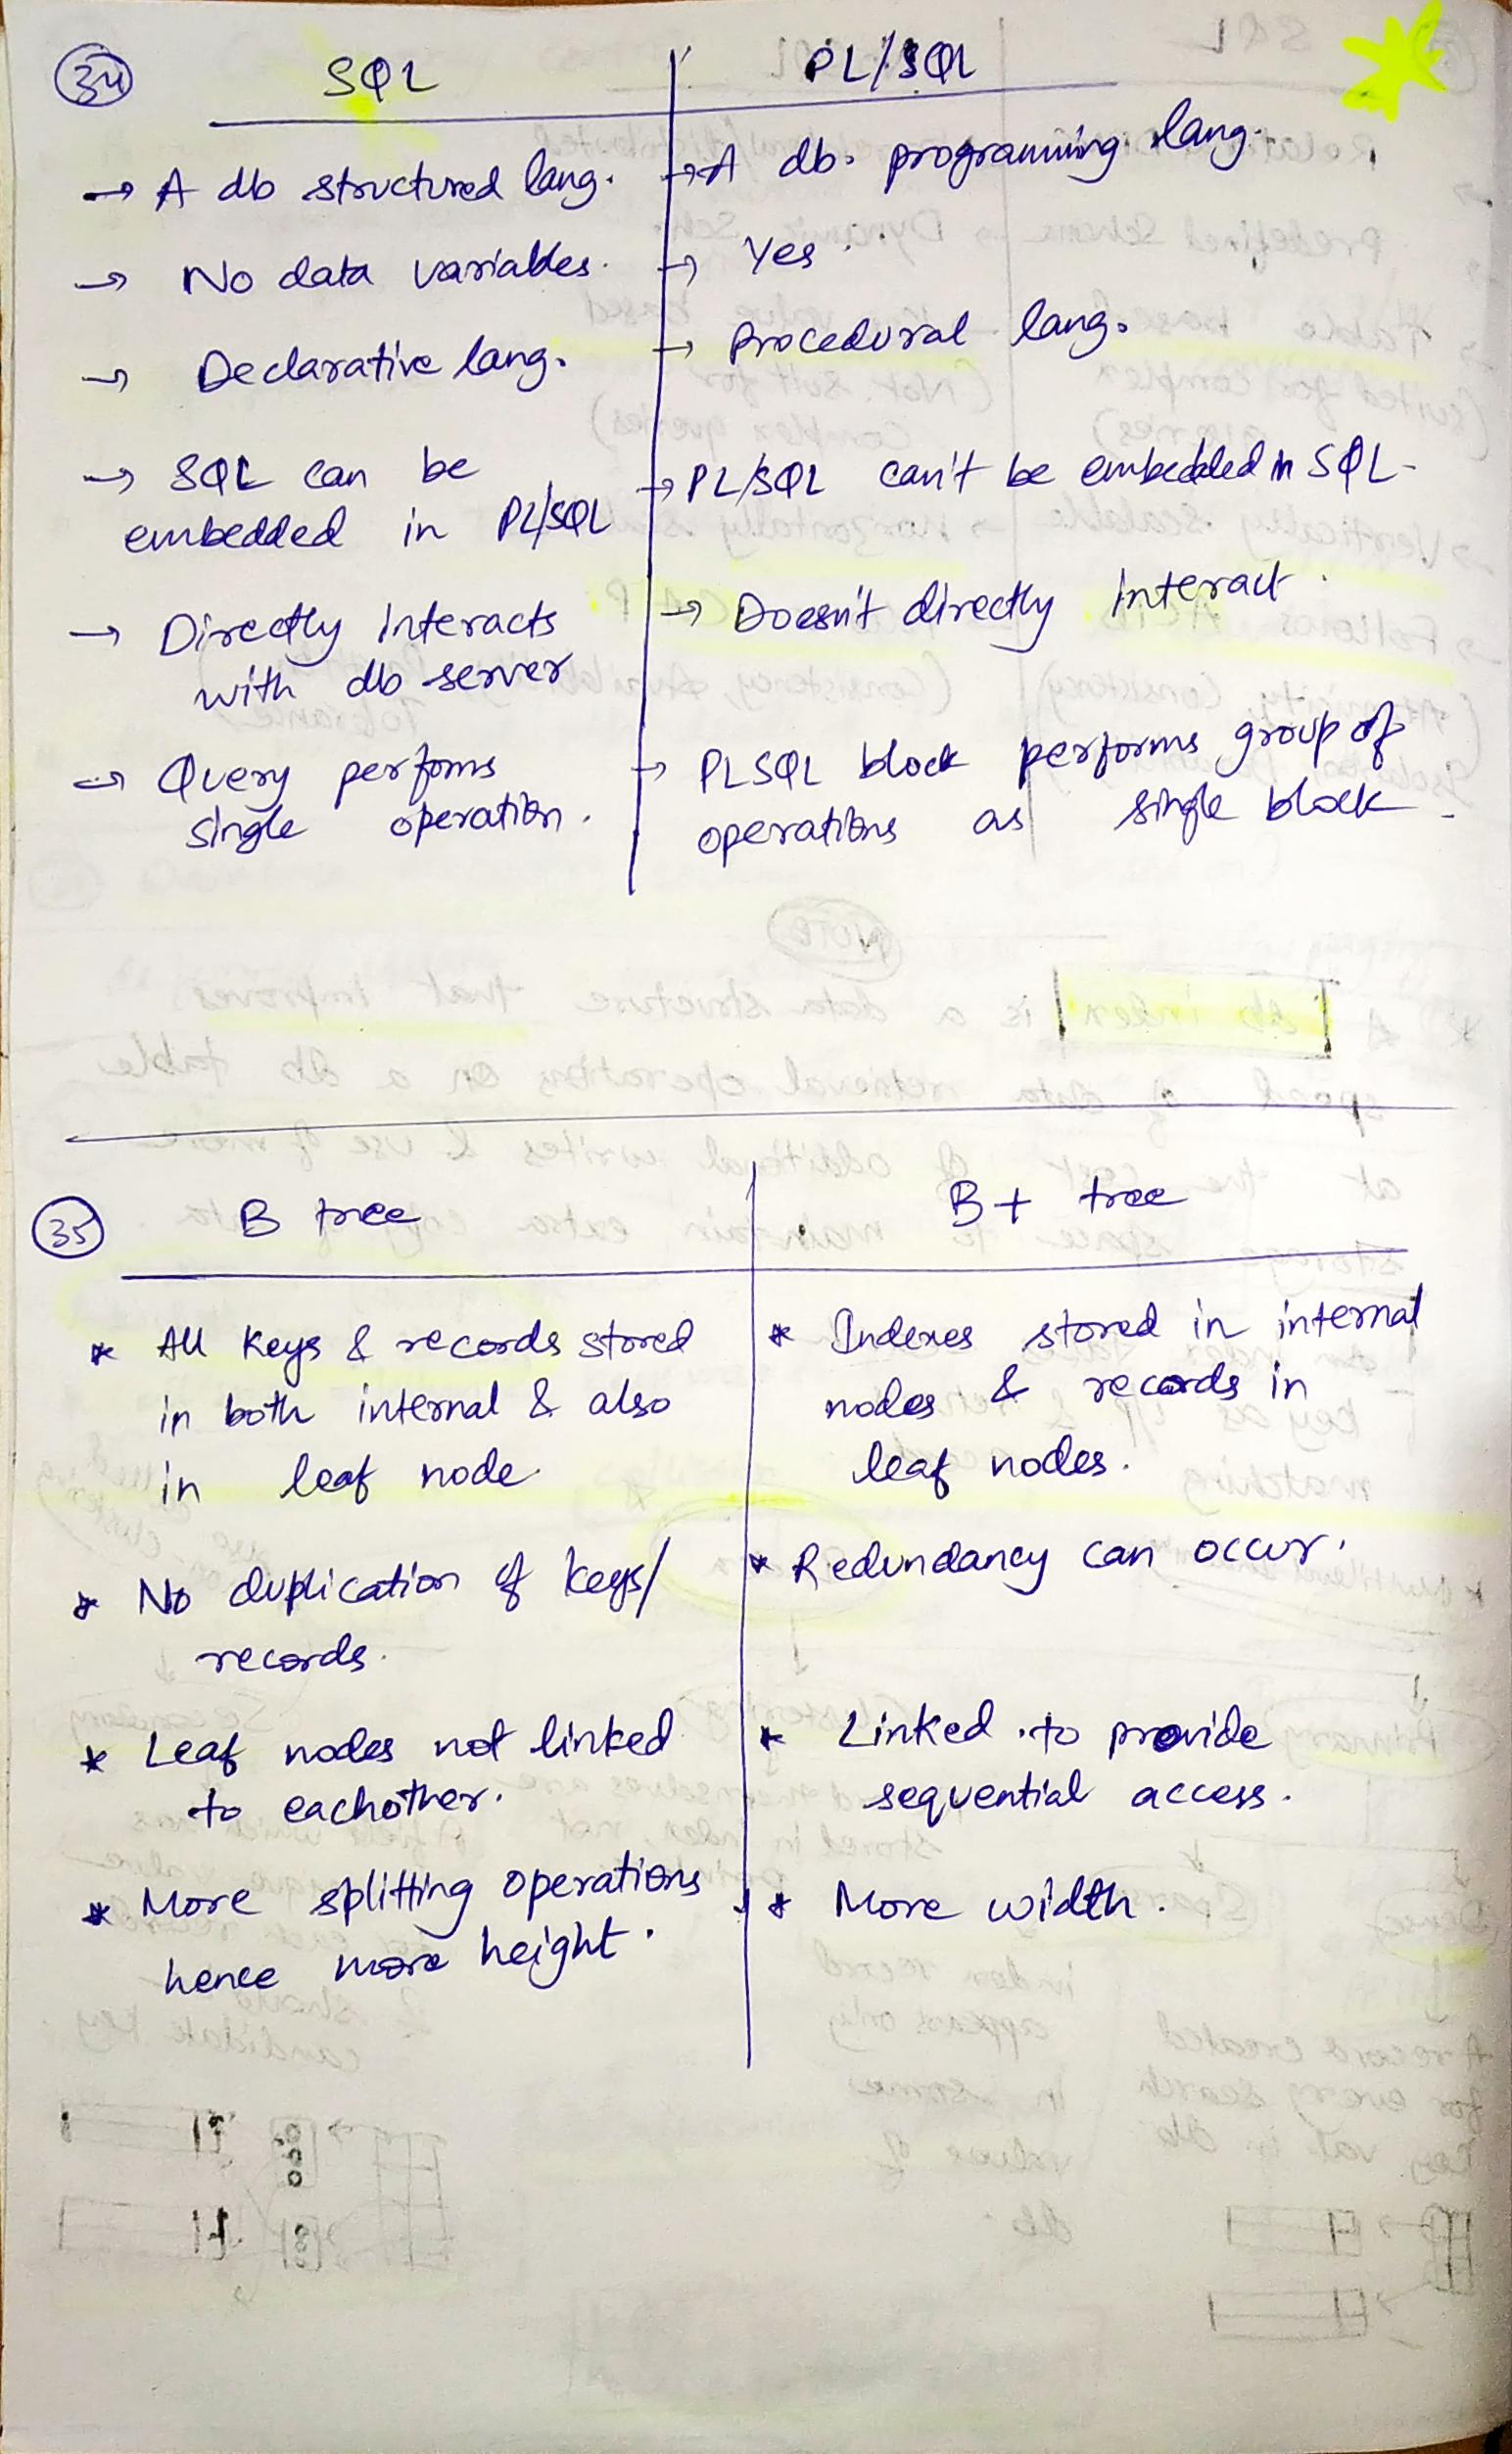 34 SQL PL/SQL
→ A db structured lang.
→ A db. programming lang.
→ No data variables.
→ Yes.
→ Declarative lang.
→ Procedural lang.
→ SQL can be
embedded in PL/SQL
→ PL/SQL can't be embedded in SQL-
→ Directly interacts
with db server
→ Doesn't directly interact.
→ Query performs
single operation.
→ PLSQL block performs group of
operations as single block
35 B tree B+ tree
* All keys & records stored
in both internal & also
in leaf node.
* Indexes stored in internal
nodes & records in
leaf nodes.
* No duplication of keys/
records.
* Redundancy can occur.
* Leaf nodes not linked
to eachother.
* Linked to provide
sequential access.
* More splitting operations
hence more height.
* More width.